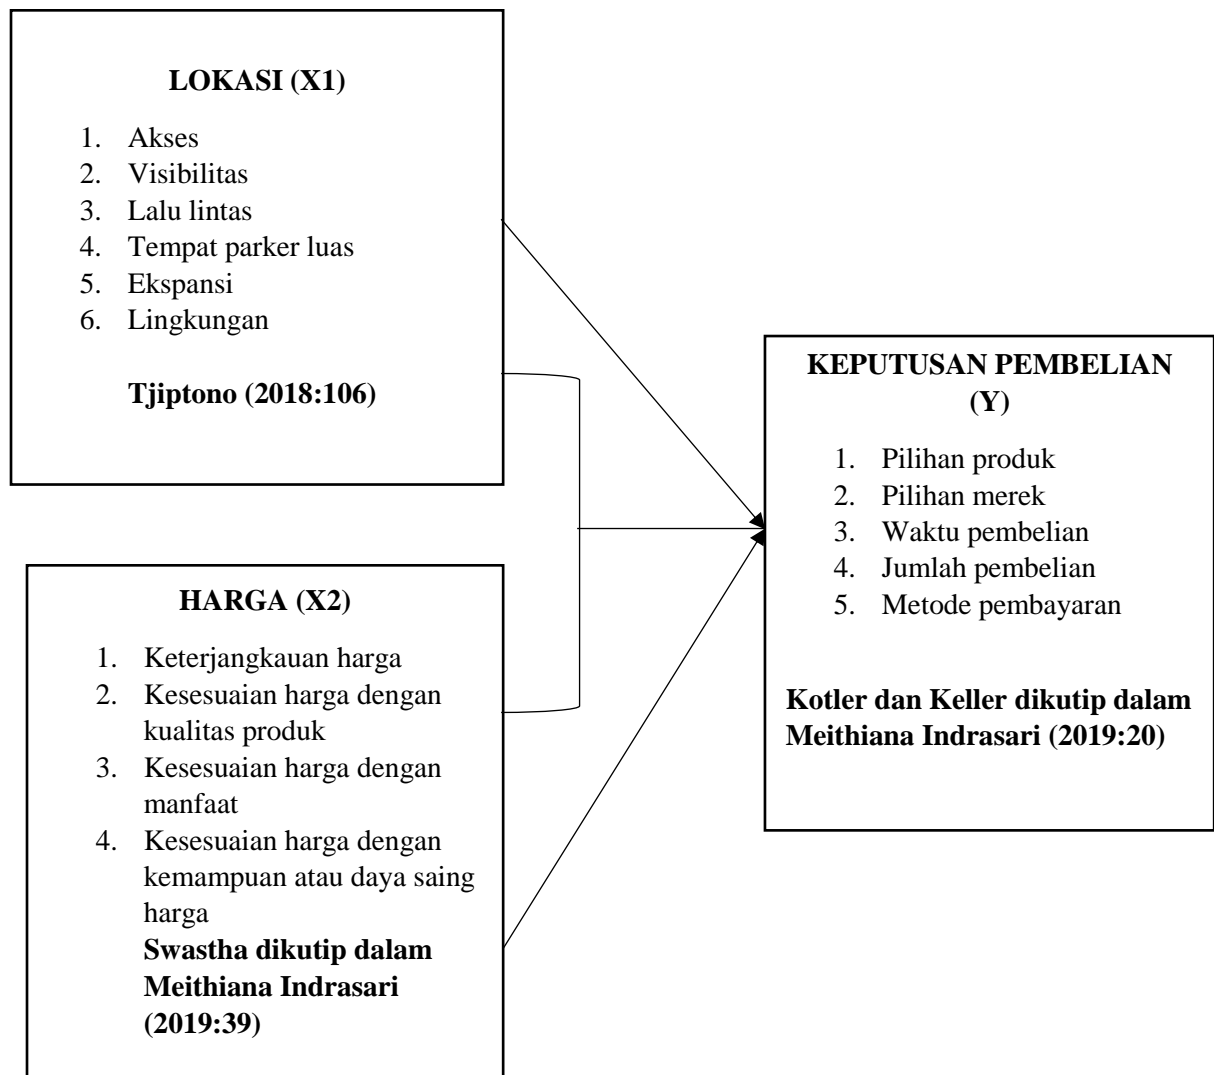 LOKASI (X1)
1. Akses
2. Visibilitas
3. Lalu lintas
4. Tempat parker luas
5. Ekspansi
6. Lingkungan
Tjiptono (2018:106)
HARGA (X2)
1. Keterjangkauan harga
2. Kesesuaian harga dengan
kualitas produk
3. Kesesuaian harga dengan
manfaat
4. Kesesuaian harga dengan
kemampuan atau daya saing
harga
Swastha dikutip dalam
Meithiana Indrasari
(2019:39)
KEPUTUSAN PEMBELIAN
(Y)
1. Pilihan produk
2. Pilihan merek
3. Waktu pembelian
4. Jumlah pembelian
5. Metode pembayaran
Kotler dan Keller dikutip dalam
Meithiana Indrasari (2019:20)